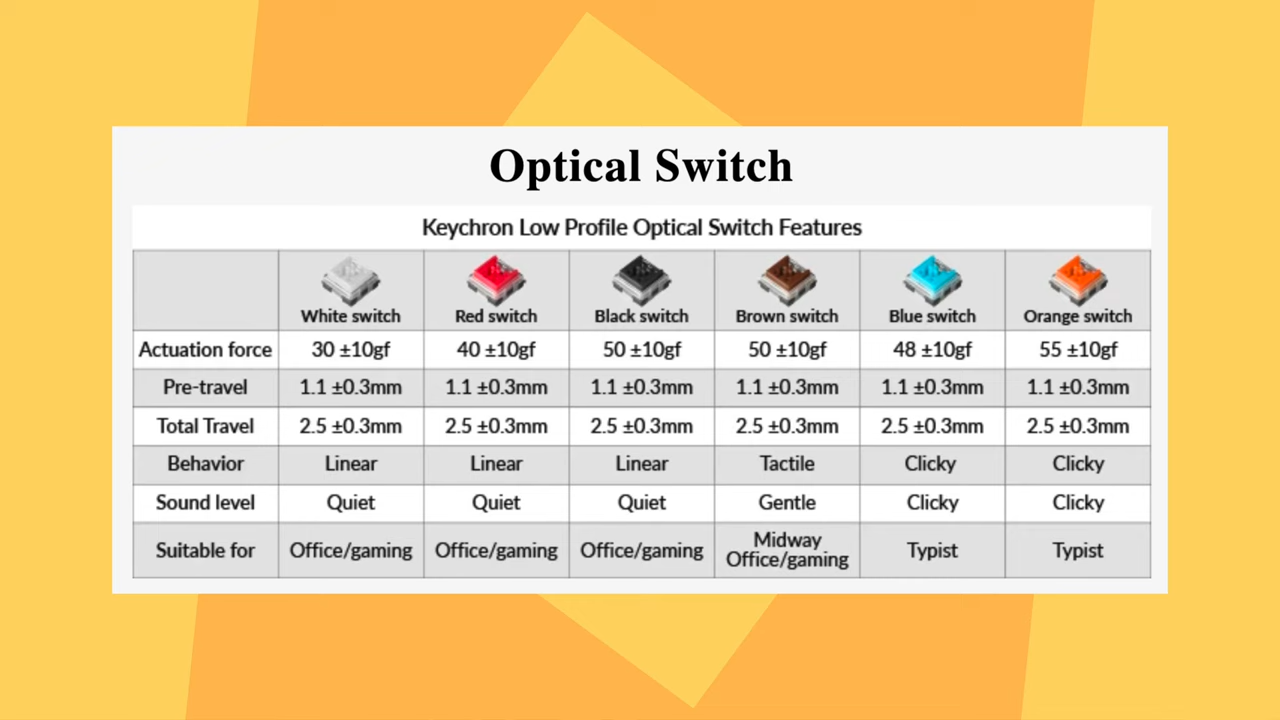 Optical Switch
Keychron Low Profile Optical Switch Features
White switch Red switch Black switch Brown switch Blue switch Orange switch
Actuation force 30 ±10gf 40 ±10gf 50 ±10gf 50 ±10gf 48 ±10gf 55 ±10gf
Pre-travel 1.1 ±0.3mm 1.1 ±0.3mm 1.1 ±0.3mm 1.1 ±0.3mm 1.1 ±0.3mm 1.1 ±0.3mm
Total Travel 2.5 ±0.3mm 2.5 ±0.3mm 2.5 ±0.3mm 2.5 ±0.3mm 2.5 ±0.3mm 2.5 ±0.3mm
Behavior Linear Linear Linear Tactile Clicky Clicky
Sound level Quiet Quiet Quiet Gentle Clicky Clicky
Suitable for Office/gaming Office/gaming Office/gaming Midway Office/gaming Typist Typist